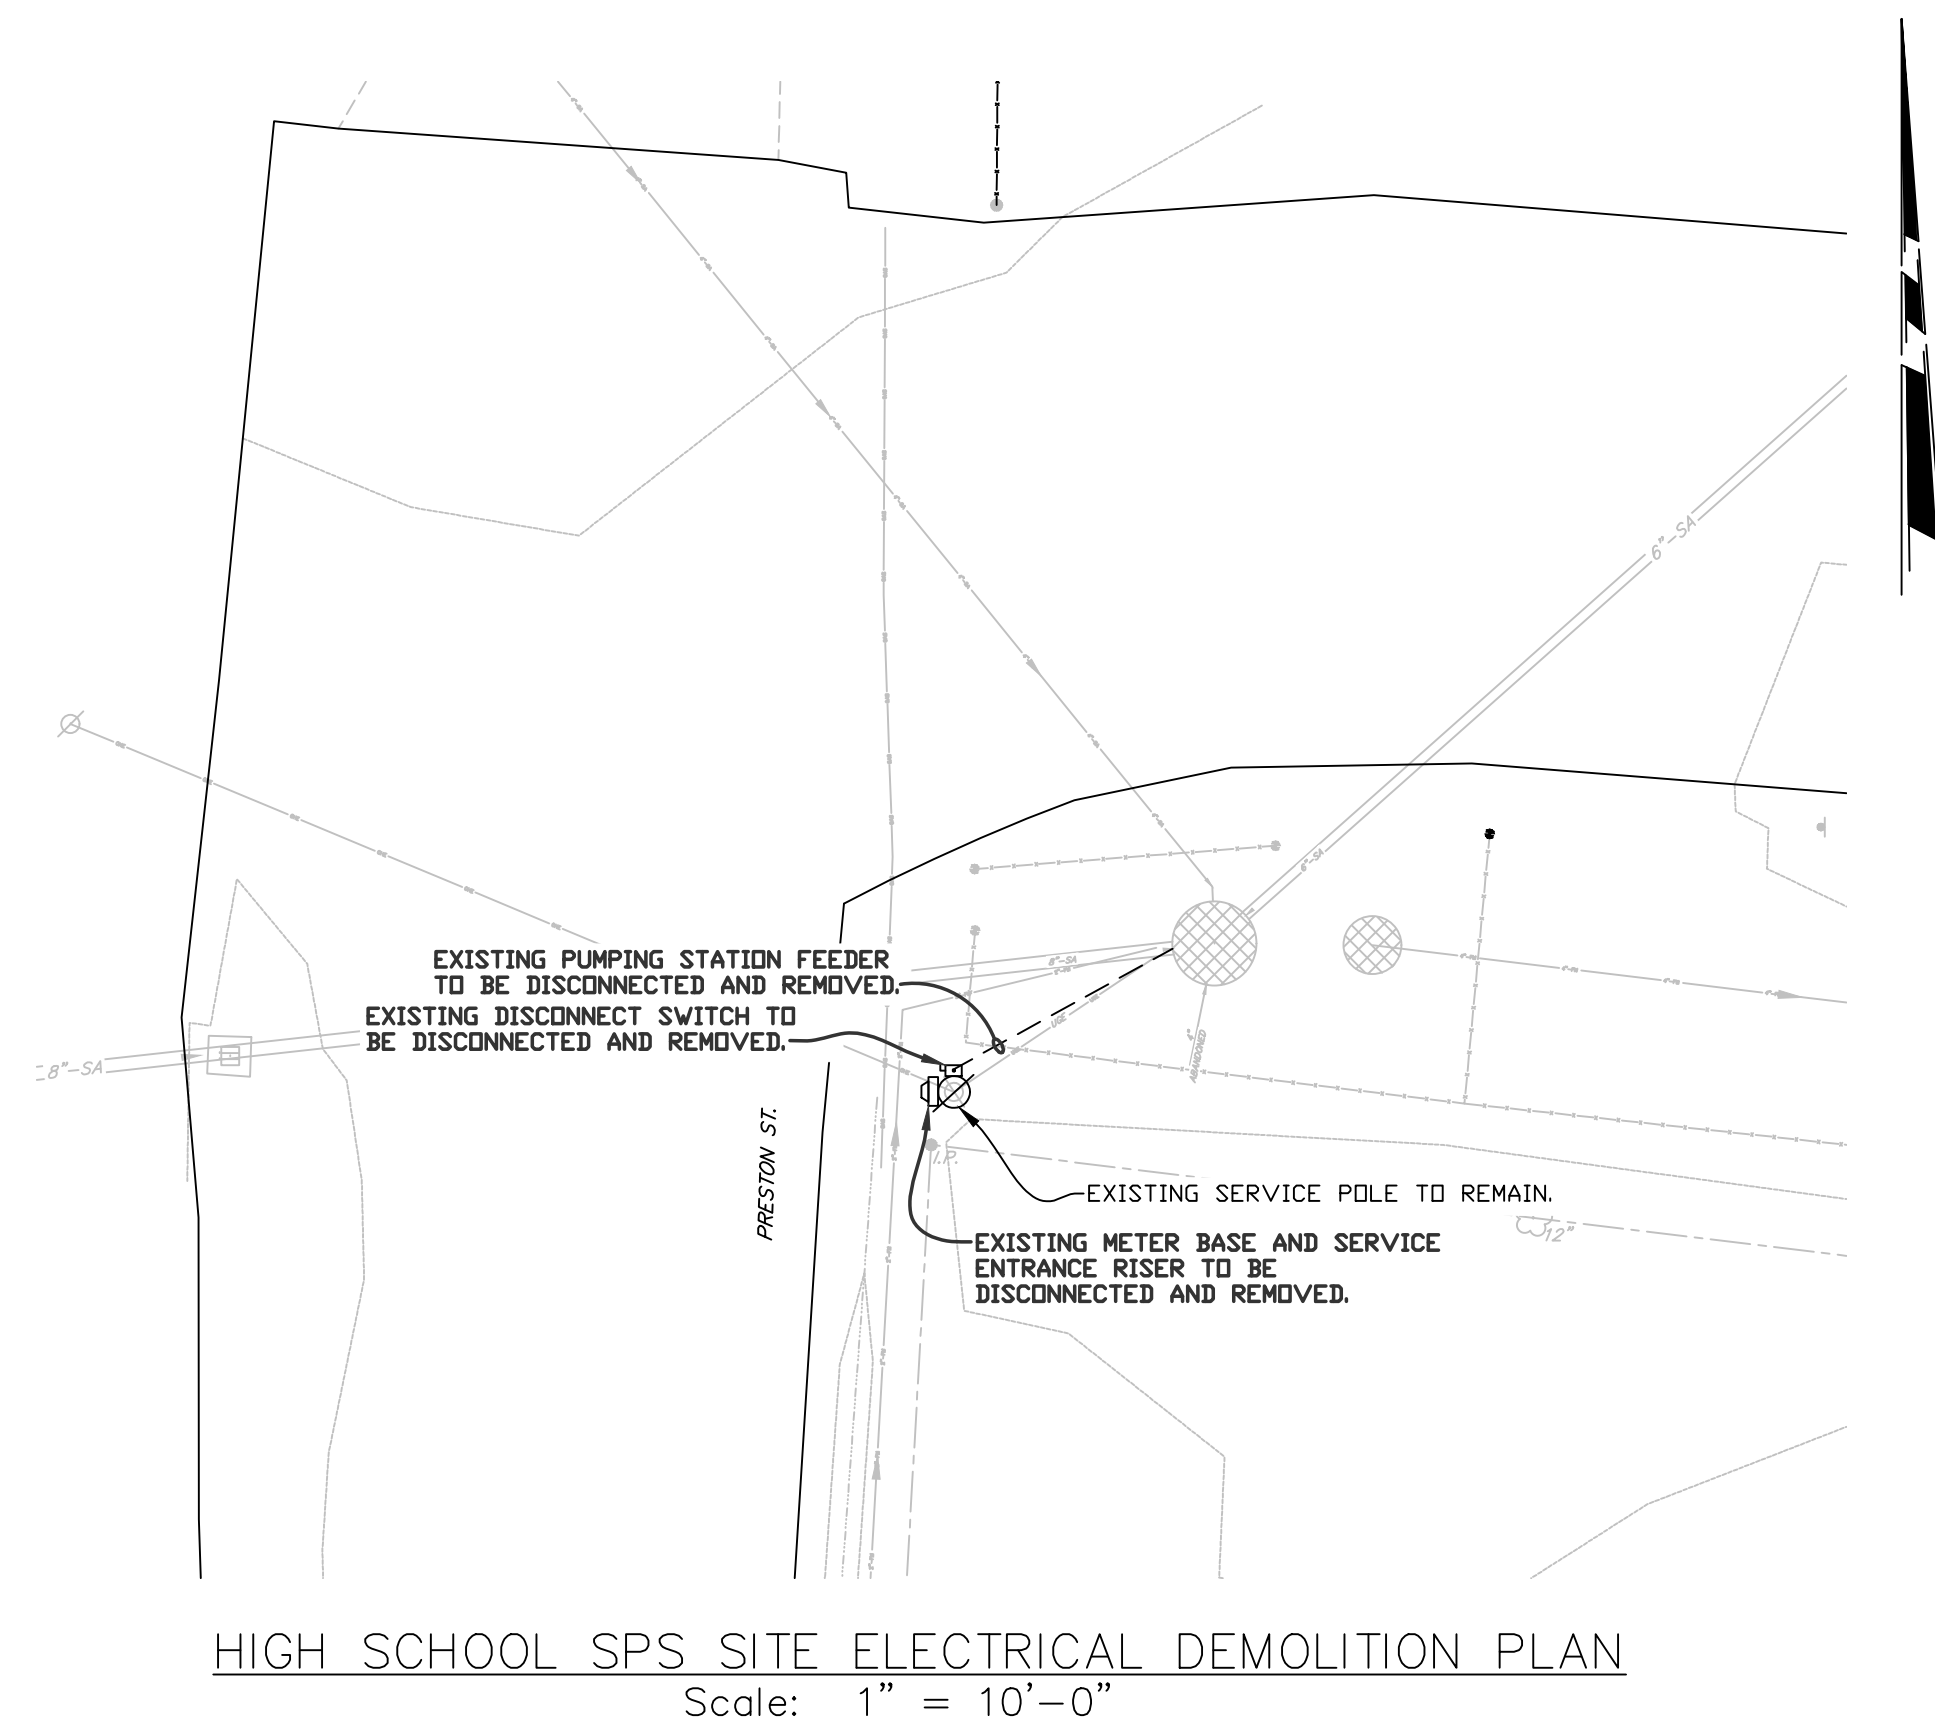 6"-SA
6"-SA
EXISTING PUMPING STATION FEEDER
TO BE DISCONNECTED AND REMOVED.
EXISTING DISCONNECT SWITCH TO
BE DISCONNECTED AND REMOVED.
8"-SA
UGE
4"
ABANDONED
8"-SA
PRESTON ST.
I.P.
EXISTING SERVICE POLE TO REMAIN.
12"
EXISTING METER BASE AND SERVICE
ENTRANCE RISER TO BE
DISCONNECTED AND REMOVED.
HIGH SCHOOL SPS SITE ELECTRICAL DEMOLITION PLAN
Scale: 1" = 10'-0"